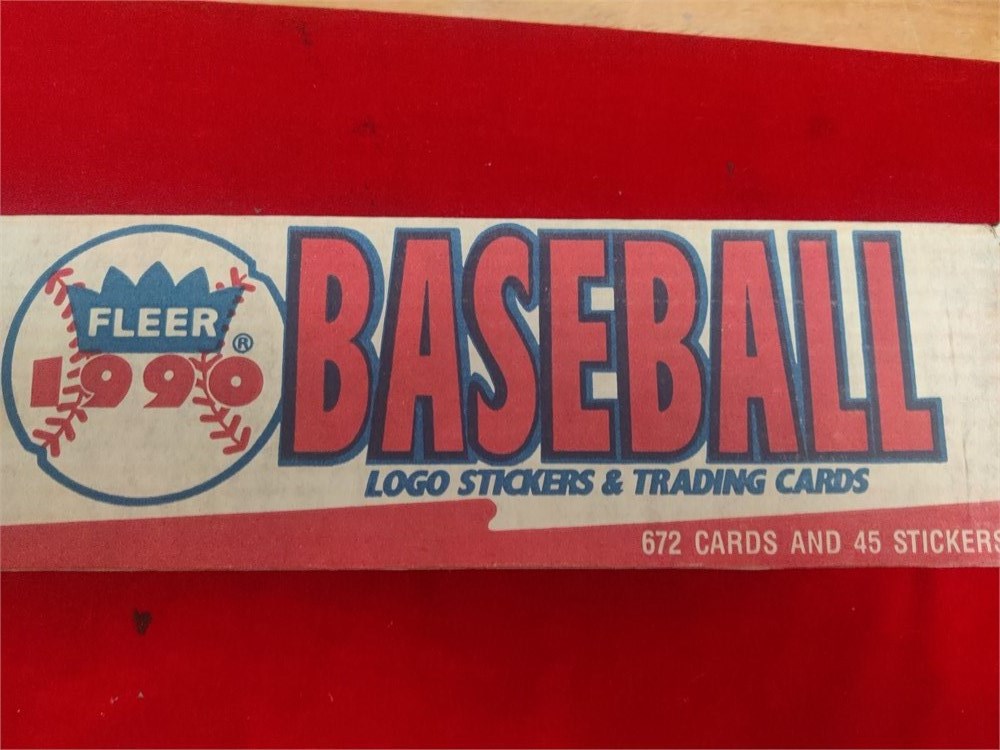 FLEER®
1990
BASEBALL
LOGO STICKERS & TRADING CARDS
672 CARDS AND 45 STICKERS